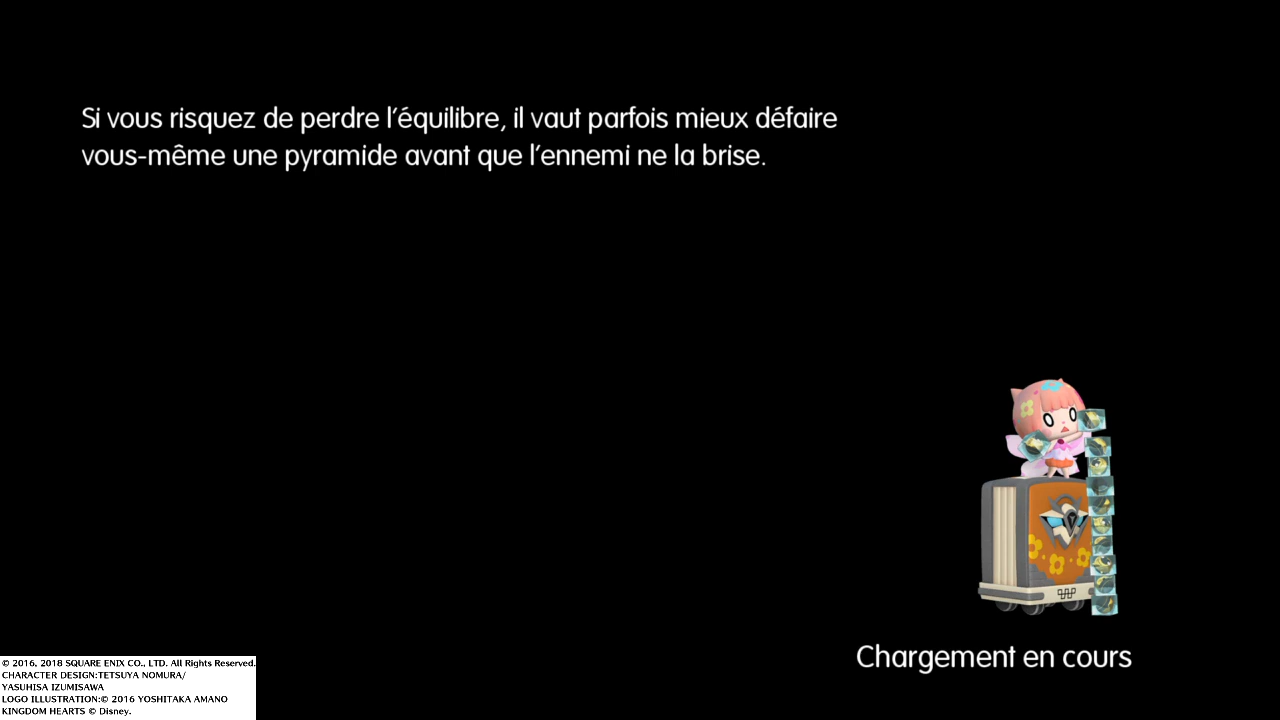 Si vous risquez de perdre l'équilibre, il vaut parfois mieux défaire
vous-même une pyramide avant que l'ennemi ne la brise.
Chargement en cours
© 2016, 2018 SQUARE ENIX CO., LTD. All Rights Reserved.
CHARACTER DESIGN:TETSUYA NOMURA/
YASUHISA IZUMISAWA
LOGO ILLUSTRATION:© 2016 YOSHITAKA AMANO
KINGDOM HEARTS © Disney.